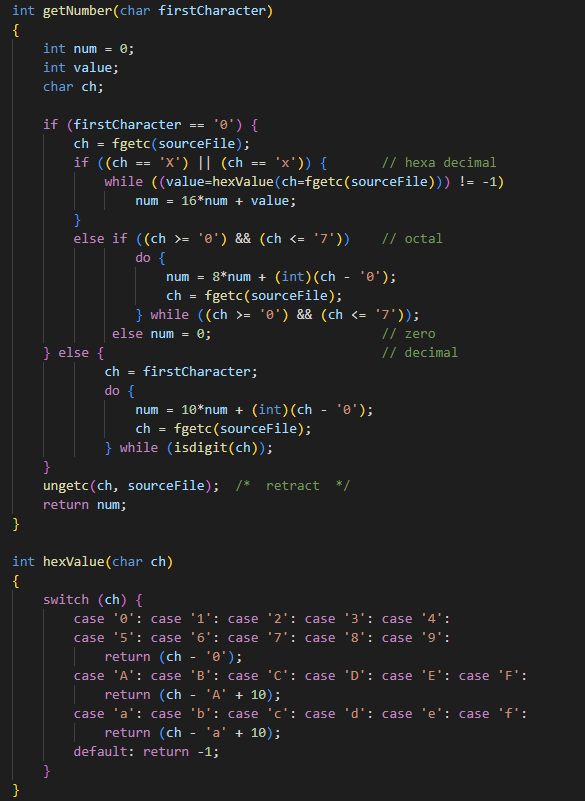 int getNumber(char firstCharacter)
{
    int num = 0;
    int value;
    char ch;

    if (firstCharacter == '0') {
        ch = fgetc(sourceFile);
        if ((ch == 'X') || (ch == 'x')) {       // hexa decimal
            while ((value=hexValue(ch=fgetc(sourceFile))) != -1)
                num = 16*num + value;
        }
        else if ((ch >= '0') && (ch <= '7'))    // octal
                do {
                    num = 8*num + (int)(ch - '0');
                    ch = fgetc(sourceFile);
                } while ((ch >= '0') && (ch <= '7'));
             else num = 0;                      // zero
    } else {                                    // decimal
            ch = firstCharacter;
            do {
                num = 10*num + (int)(ch - '0');
                ch = fgetc(sourceFile);
            } while (isdigit(ch));
    }
    ungetc(ch, sourceFile);  /*  retract  */
    return num;
}

int hexValue(char ch)
{
    switch (ch) {
        case '0': case '1': case '2': case '3': case '4':
        case '5': case '6': case '7': case '8': case '9':
            return (ch - '0');
        case 'A': case 'B': case 'C': case 'D': case 'E': case 'F':
            return (ch - 'A' + 10);
        case 'a': case 'b': case 'c': case 'd': case 'e': case 'f':
            return (ch - 'a' + 10);
        default: return -1;
    }
}